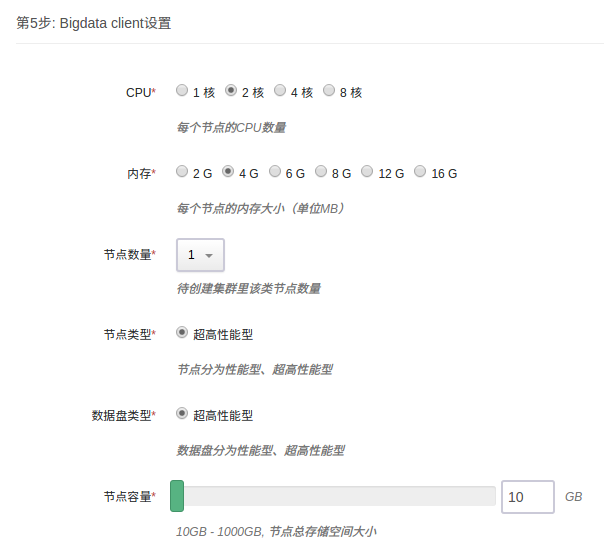 第5步: Bigdata client设置
CPU* 1 核 2 核 4 核 8 核
每个节点的CPU数量
内存* 2 G 4 G 6 G 8 G 12 G 16 G
每个节点的内存大小（单位MB）
节点数量* 1
待创建集群里该类节点数量
节点类型* 超高性能型
节点分为性能型、超高性能型
数据盘类型* 超高性能型
数据盘分为性能型、超高性能型
节点容量* 10 GB
10GB - 1000GB, 节点总存储空间大小